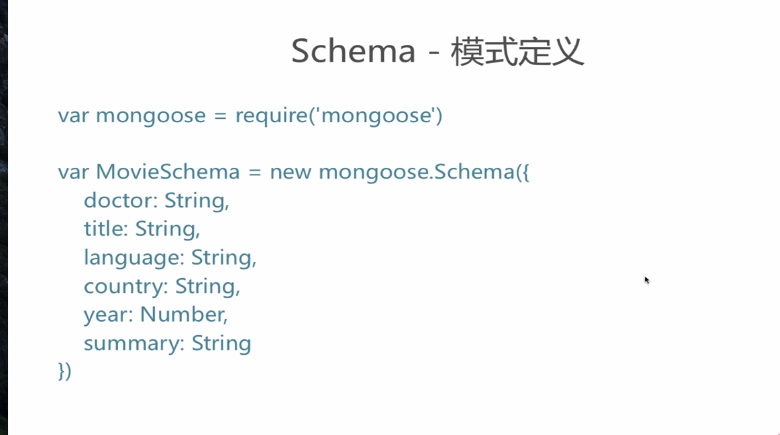 Schema - 模式定义
var mongoose = require('mongoose')
var MovieSchema = new mongoose.Schema({
doctor: String,
title: String,
language: String,
country: String,
year: Number,
summary: String
})